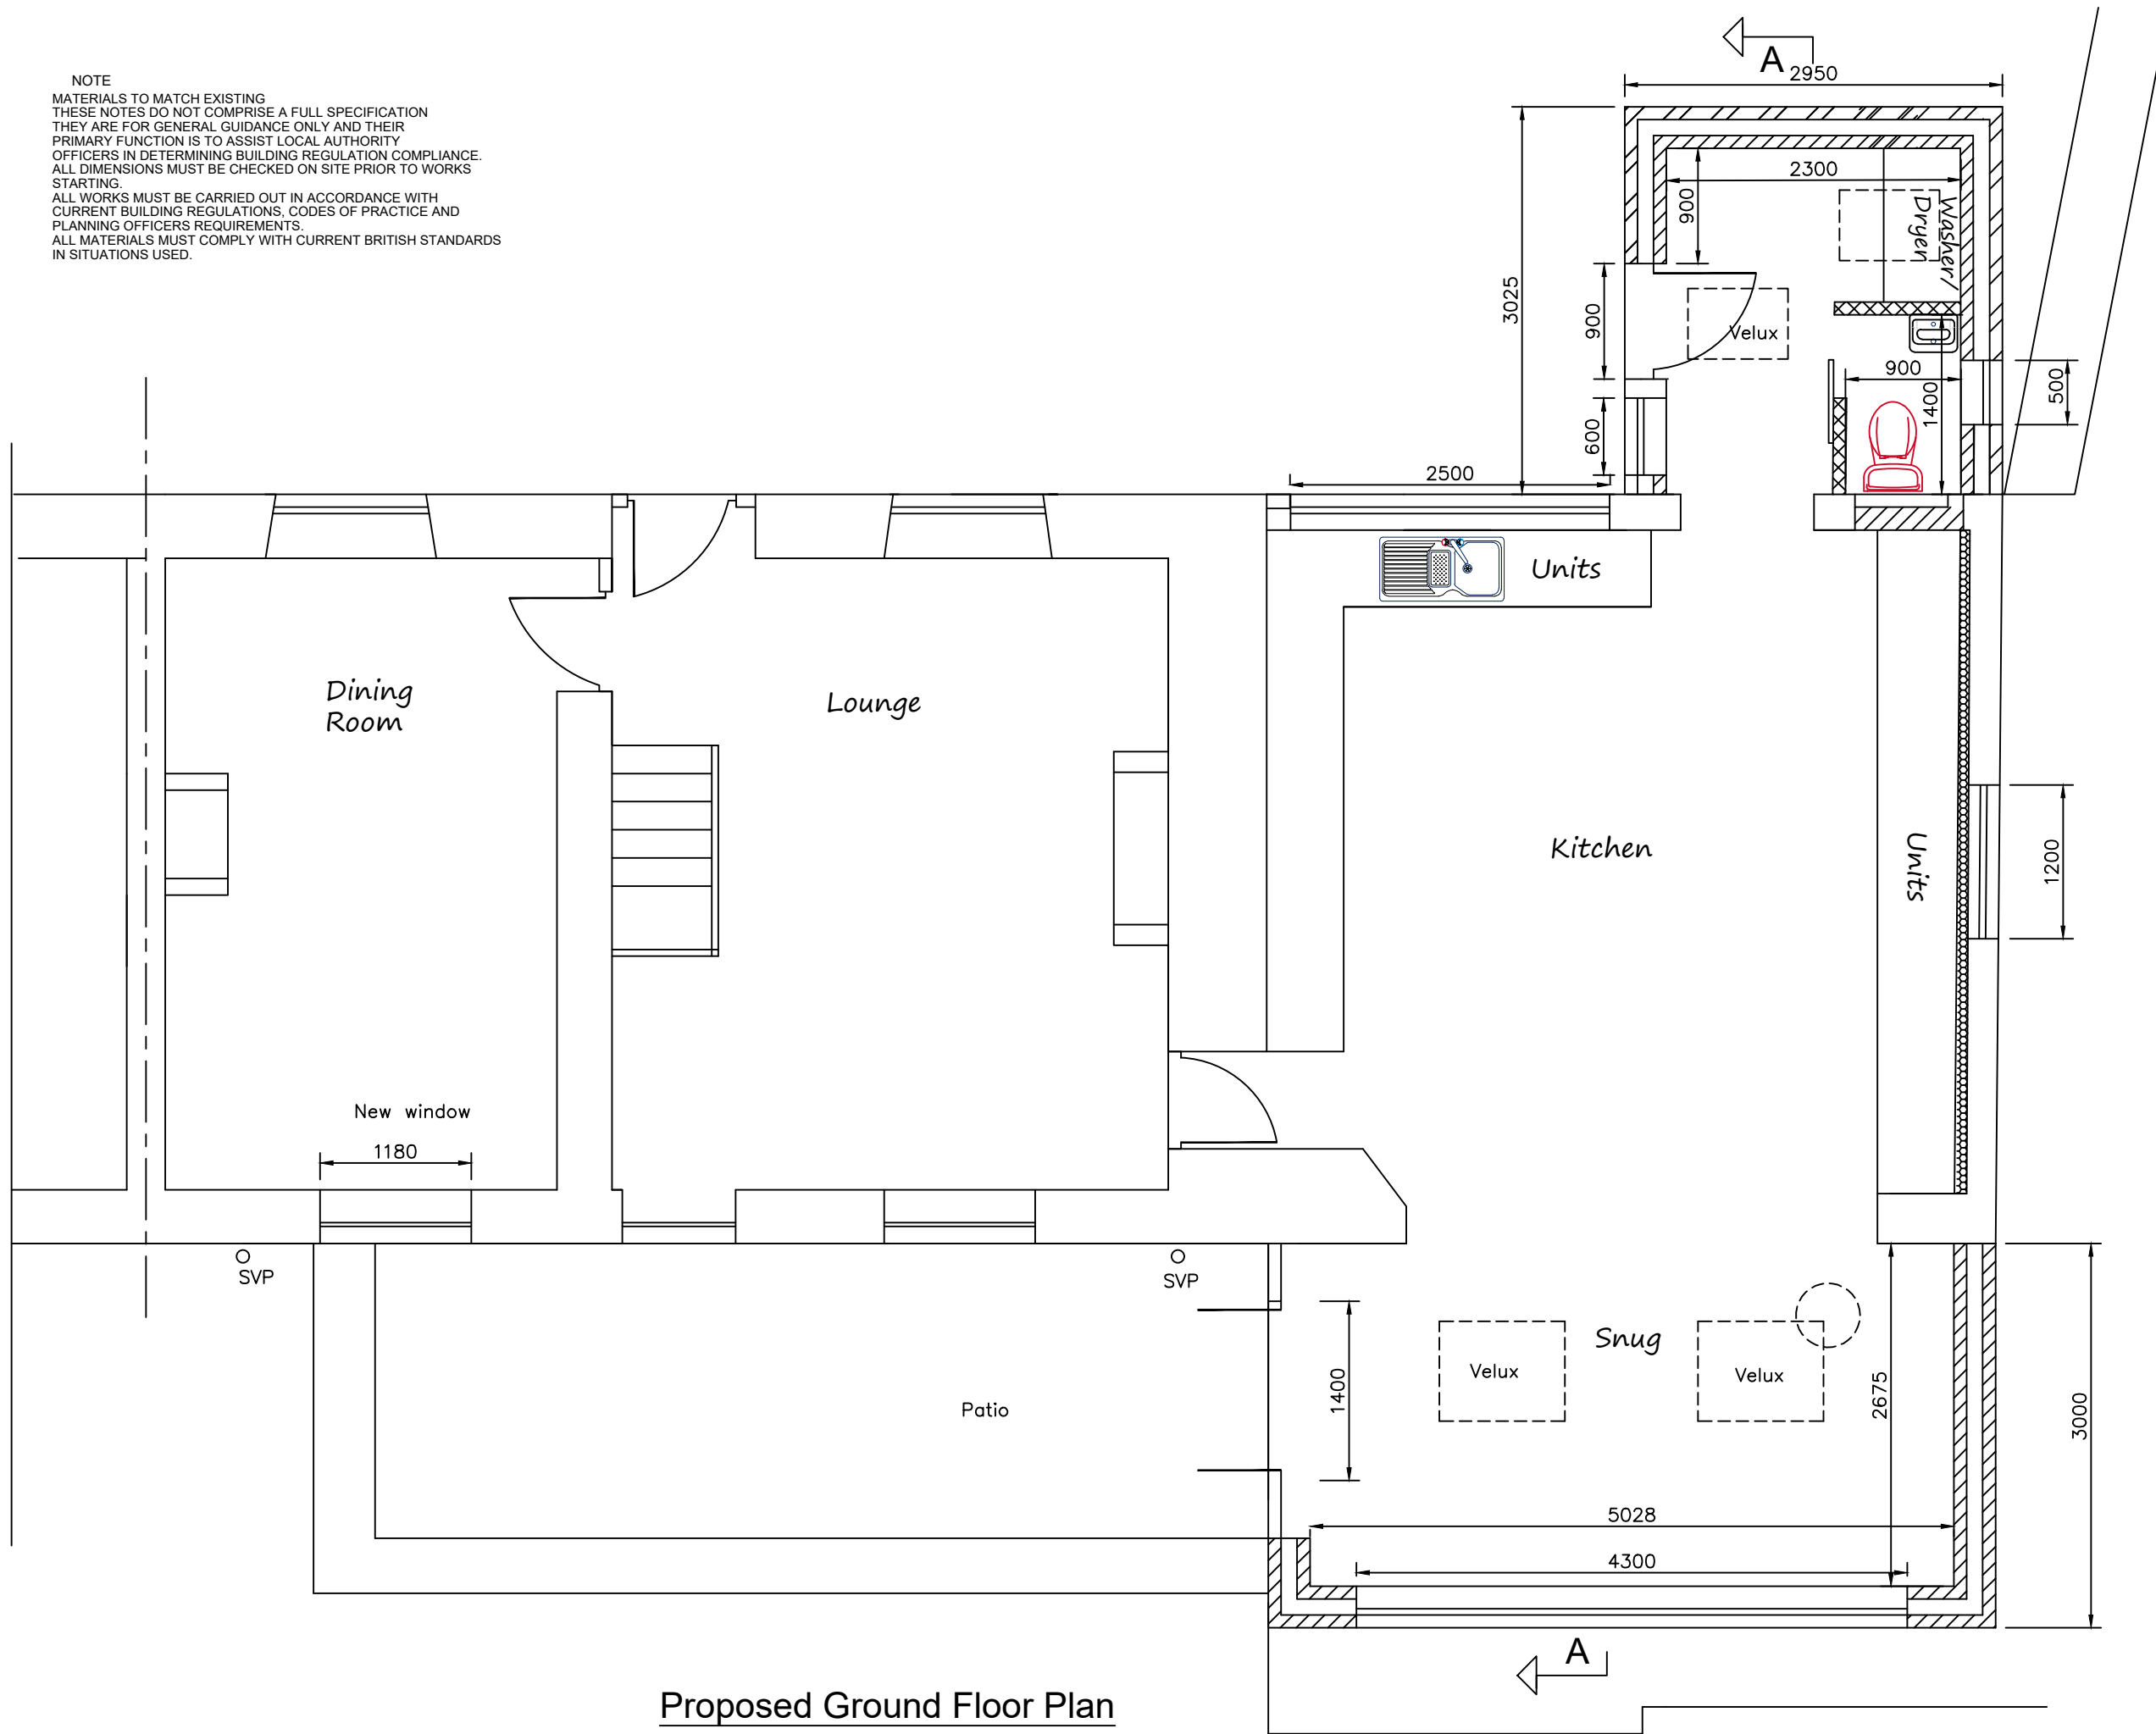 NOTE
MATERIALS TO MATCH EXISTING
THESE NOTES DO NOT COMPRISE A FULL SPECIFICATION
THEY ARE FOR GENERAL GUIDANCE ONLY AND THEIR
PRIMARY FUNCTION IS TO ASSIST LOCAL AUTHORITY
OFFICERS IN DETERMINING BUILDING REGULATION COMPLIANCE.
ALL DIMENSIONS MUST BE CHECKED ON SITE PRIOR TO WORKS
STARTING.
ALL WORKS MUST BE CARRIED OUT IN ACCORDANCE WITH
CURRENT BUILDING REGULATIONS, CODES OF PRACTICE AND
PLANNING OFFICERS REQUIREMENTS.
ALL MATERIALS MUST COMPLY WITH CURRENT BRITISH STANDARDS
IN SITUATIONS USED.
A
2950
2300
900
Washer/
Dryer
3025
900
Velux
900
500
1400
600
2500
Units
Dining
Room
Lounge
Kitchen
Units
1200
New window
1180
SVP
SVP
Snug
Velux
Velux
1400
2675
3000
Patio
5028
4300
A
Proposed Ground Floor Plan